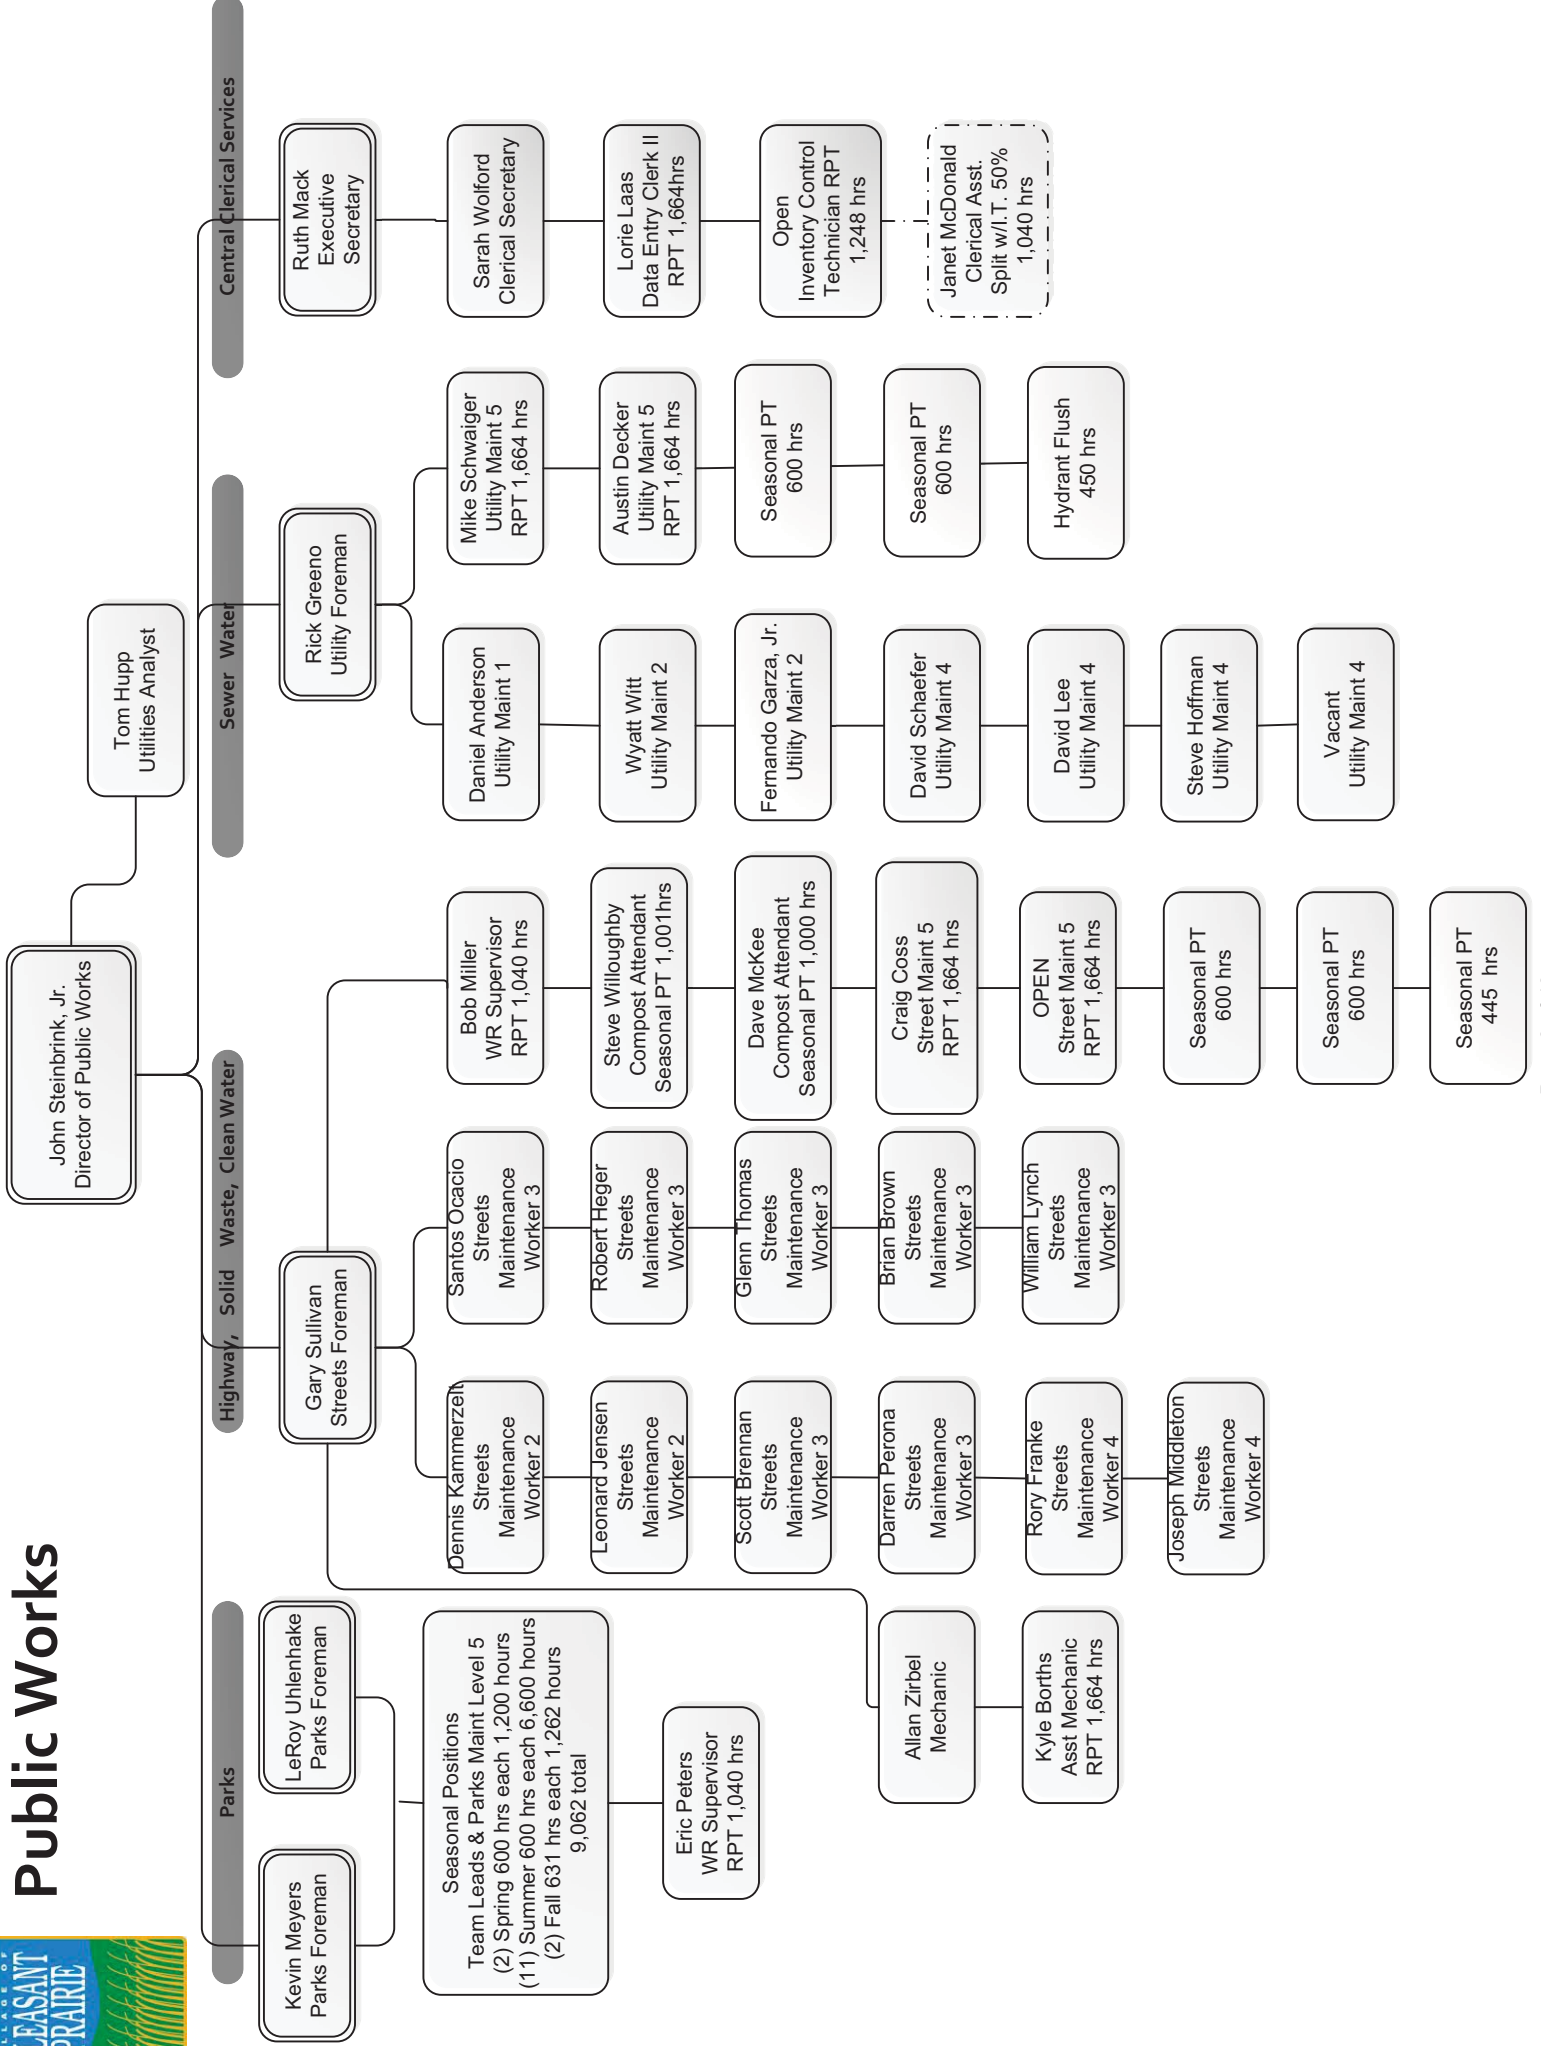 VILLAGE OF
PLEASANT
PRAIRIE
Public Works
John Steinbrink, Jr.
Director of Public Works
Tom Hupp
Utilities Analyst
Parks
Highway, Solid Waste, Clean Water
Sewer Water
Central Clerical Services
Kevin Meyers
Parks Foreman
LeRoy Uhlenhake
Parks Foreman
Seasonal Positions
Team Leads & Parks Maint Level 5
(2) Spring 600 hrs each 1,200 hours
(11) Summer 600 hrs each 6,600 hours
(2) Fall 631 hrs each 1,262 hours
9,062 total
Eric Peters
WR Supervisor
RPT 1,040 hrs
Gary Sullivan
Streets Foreman
Allan Zirbel
Mechanic
Kyle Borths
Asst Mechanic
RPT 1,664 hrs
Dennis Kammerzelt
Streets
Maintenance
Worker 2
Leonard Jensen
Streets
Maintenance
Worker 2
Scott Brennan
Streets
Maintenance
Worker 3
Darren Perona
Streets
Maintenance
Worker 3
Rory Franke
Streets
Maintenance
Worker 4
Joseph Middleton
Streets
Maintenance
Worker 4
Santos Ocacio
Streets
Maintenance
Worker 3
Robert Heger
Streets
Maintenance
Worker 3
Glenn Thomas
Streets
Maintenance
Worker 3
Brian Brown
Streets
Maintenance
Worker 3
William Lynch
Streets
Maintenance
Worker 3
Bob Miller
WR Supervisor
RPT 1,040 hrs
Steve Willoughby
Compost Attendant
Seasonal PT 1,001hrs
Dave McKee
Compost Attendant
Seasonal PT 1,000 hrs
Craig Coss
Street Maint 5
RPT 1,664 hrs
OPEN
Street Maint 5
RPT 1,664 hrs
Seasonal PT
600 hrs
Seasonal PT
600 hrs
Seasonal PT
445 hrs
Rick Greeno
Utility Foreman
Daniel Anderson
Utility Maint 1
Wyatt Witt
Utility Maint 2
Fernando Garza, Jr.
Utility Maint 2
David Schaefer
Utility Maint 4
David Lee
Utility Maint 4
Steve Hoffman
Utility Maint 4
Vacant
Utility Maint 4
Mike Schwaiger
Utility Maint 5
RPT 1,664 hrs
Austin Decker
Utility Maint 5
RPT 1,664 hrs
Seasonal PT
600 hrs
Seasonal PT
600 hrs
Hydrant Flush
450 hrs
Ruth Mack
Executive
Secretary
Sarah Wolford
Clerical Secretary
Lorie Laas
Data Entry Clerk II
RPT 1,664hrs
Open
Inventory Control
Technician RPT
1,248 hrs
Janet McDonald
Clerical Asst.
Split w/I.T. 50%
1,040 hrs